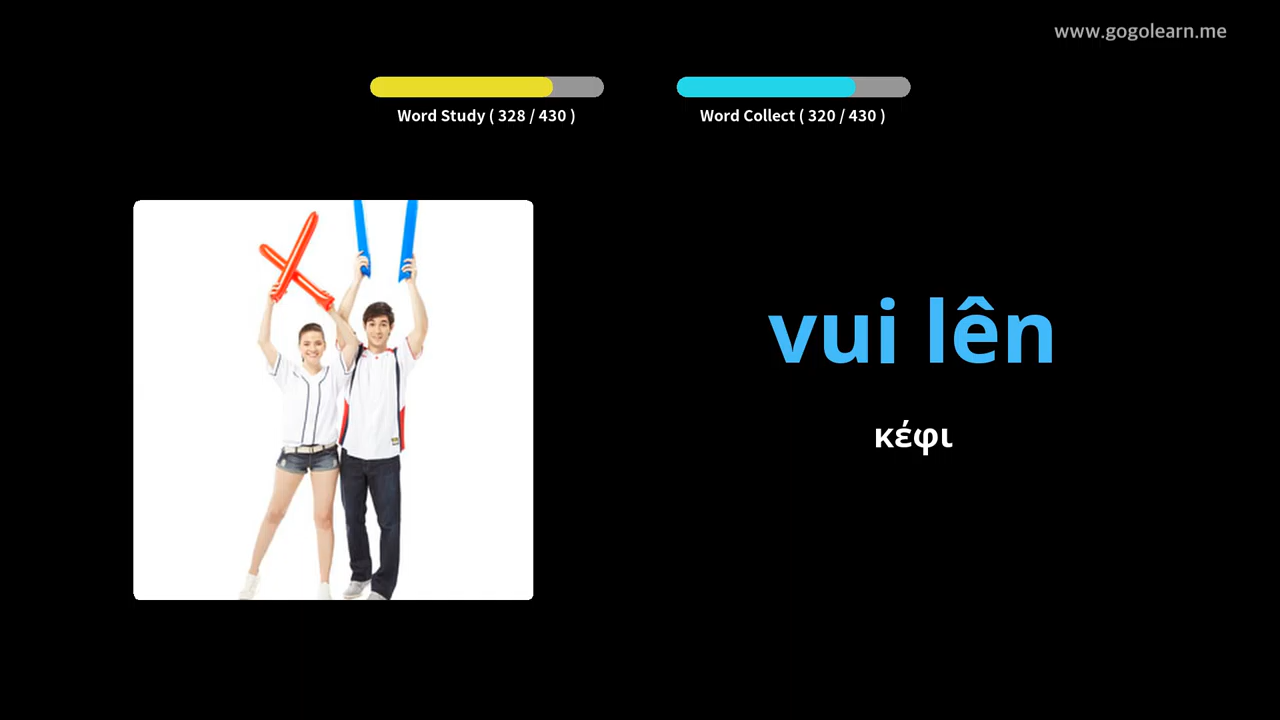 www.gogolearn.me
Word Study ( 328 / 430 )
Word Collect ( 320 / 430 )
vui lên
κέφι